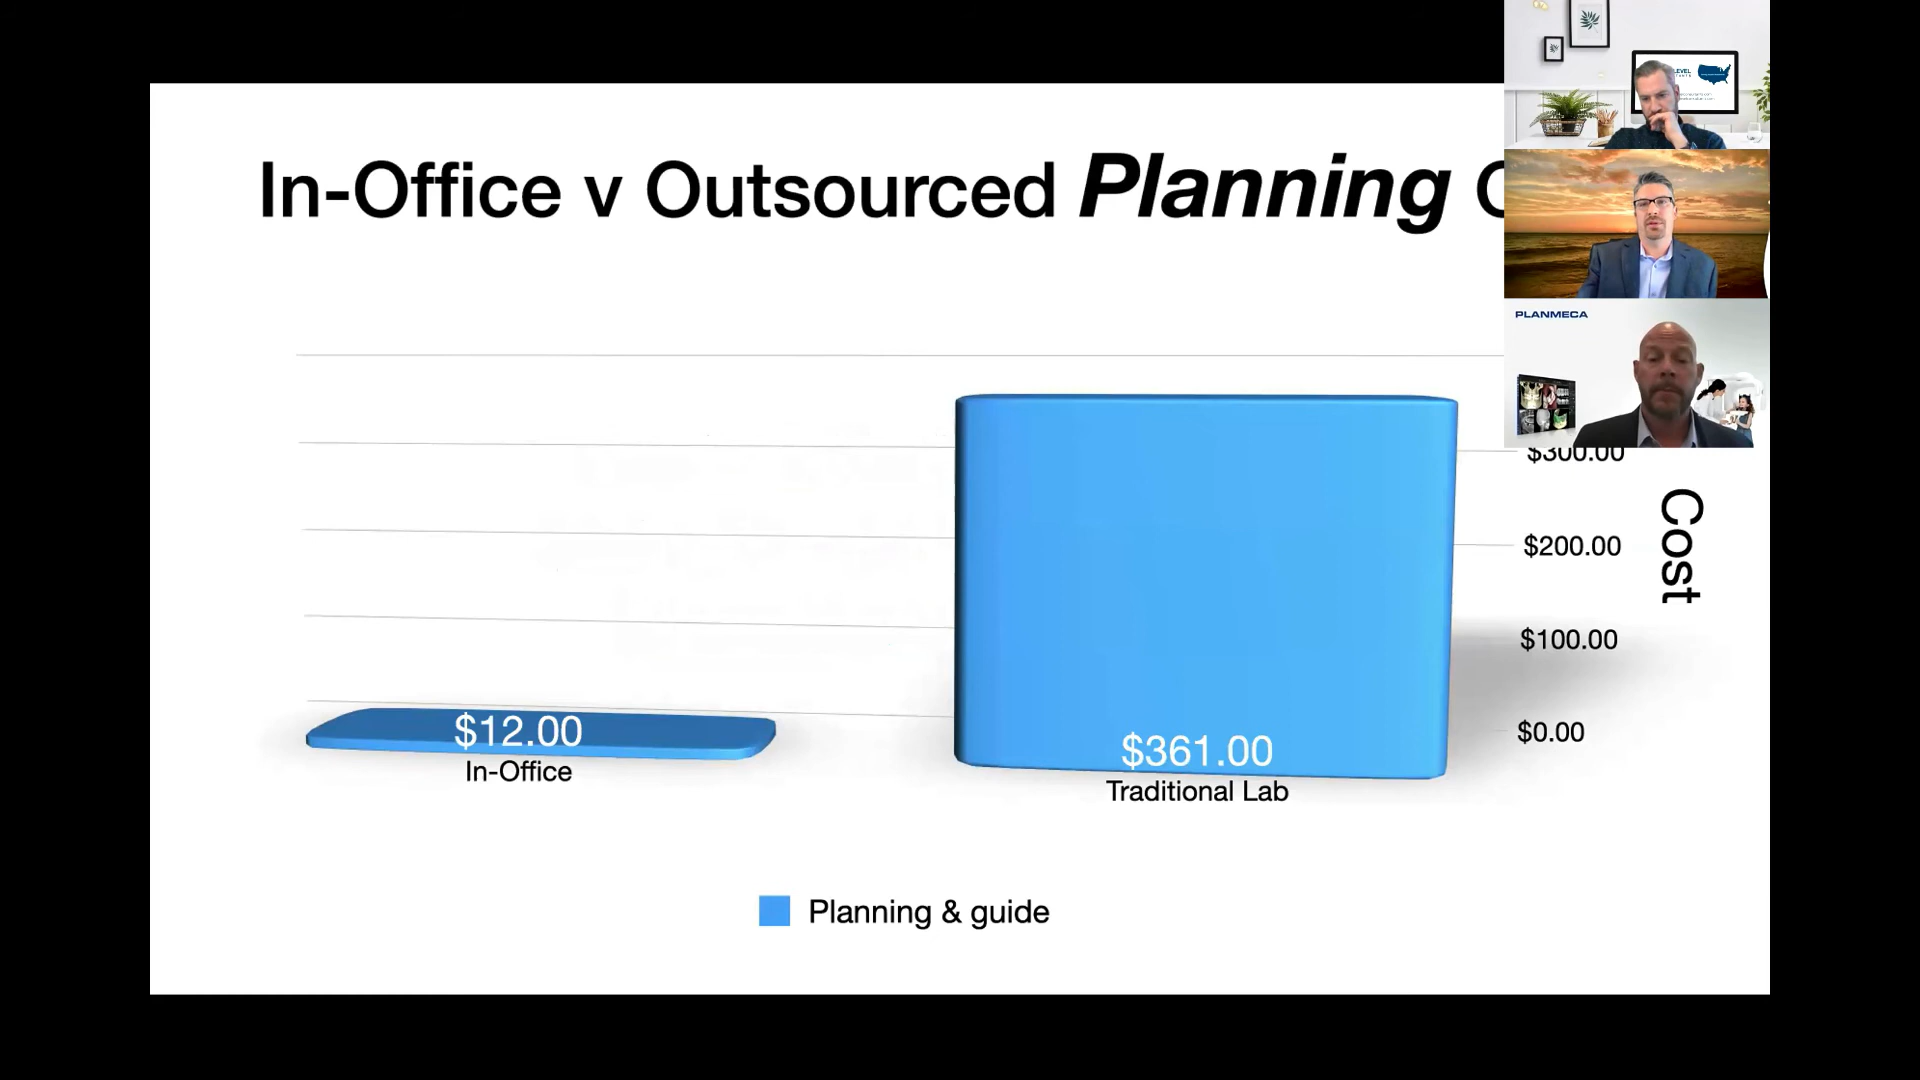 In-Office v Outsourced Planning
PLANMECA
$300.00
$200.00
$100.00
$0.00
Cost
$12.00
In-Office
$361.00
Traditional Lab
Planning & guide